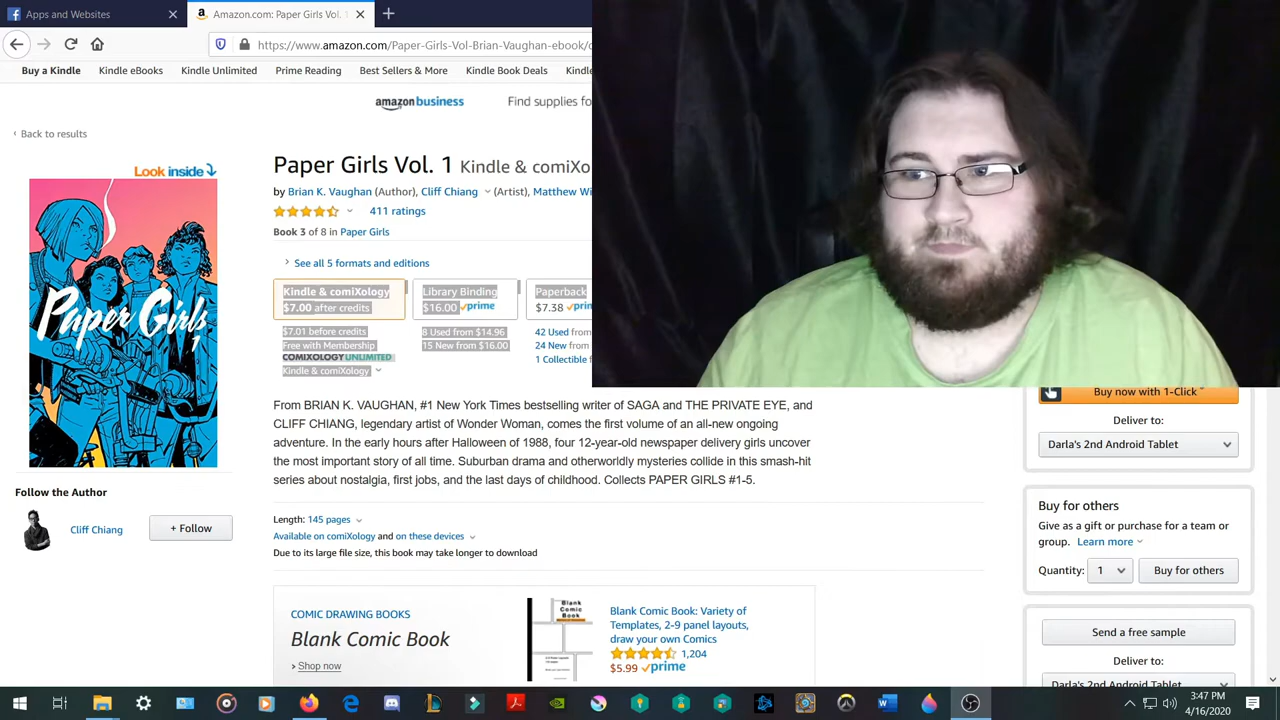 Apps and Websites
Amazon.com: Paper Girls Vol. 1
https://www.amazon.com/Paper-Girls-Vol-Brian-Vaughan-ebook/
Buy a Kindle Kindle eBooks Kindle Unlimited Prime Reading Best Sellers & More Kindle Book Deals
amazon business Find supplies
‹ Back to results
Look inside
Paper Girls Vol. 1 Kindle &
by Brian K. Vaughan (Author), Cliff Chiang (Artist), Matthew
411 ratings
Book 3 of 8 in Paper Girls
See all 5 formats and editions
Kindle & comiXology Library Binding Paperback
$7.00 after credits $16.00 prime $7.38
$7.01 before credits 8 Used from $14.96 42 Used
Free with Membership 15 New from $16.00 24 New from
COMIXOLOGY UNLIMITED 1 Collectible
Kindle & comiXology
Paper Girls
1
Buy now with 1-Click
Deliver to:
Darla's 2nd Android Tablet
From BRIAN K. VAUGHAN, #1 New York Times bestselling writer of SAGA and THE PRIVATE EYE, and
CLIFF CHIANG, legendary artist of Wonder Woman, comes the first volume of an all-new ongoing
adventure. In the early hours after Halloween of 1988, four 12-year-old newspaper delivery girls uncover
the most important story of all time. Suburban drama and otherworldly mysteries collide in this smash-hit
series about nostalgia, first jobs, and the last days of childhood. Collects PAPER GIRLS #1-5.
Follow the Author
Cliff Chiang + Follow
Length: 145 pages
Available on comiXology and on these devices
Due to its large file size, this book may take longer to download
Buy for others
Give as a gift or purchase for a team or
group. Learn more
Quantity: 1 Buy for others
COMIC DRAWING BOOKS
Blank Comic Book
Shop now
Blank
Comic
Book
Blank Comic Book: Variety of
Templates, 2-9 panel layouts,
draw your own Comics
1,204
$5.99 prime
Send a free sample
Deliver to:
Darla's 2nd Android Tablet
3:47 PM
4/16/2020